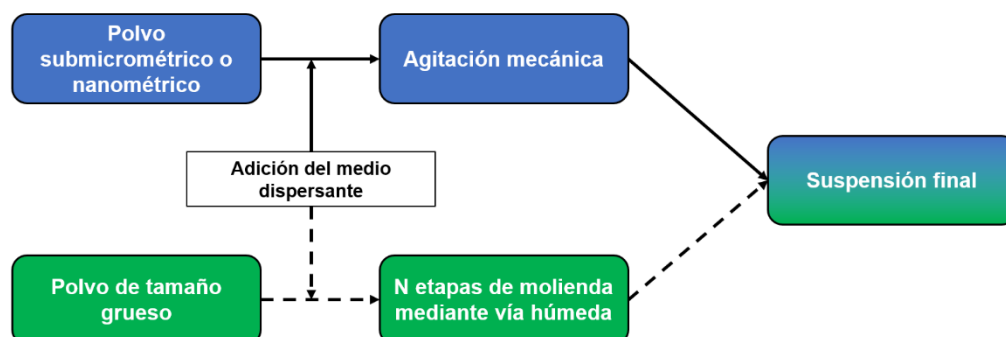 Polvo
submicrométrico o
nanométrico
Agitación mecánica
Adición del medio
dispersante
Suspensión final
Polvo de tamaño
grueso
N etapas de molienda
mediante vía húmeda